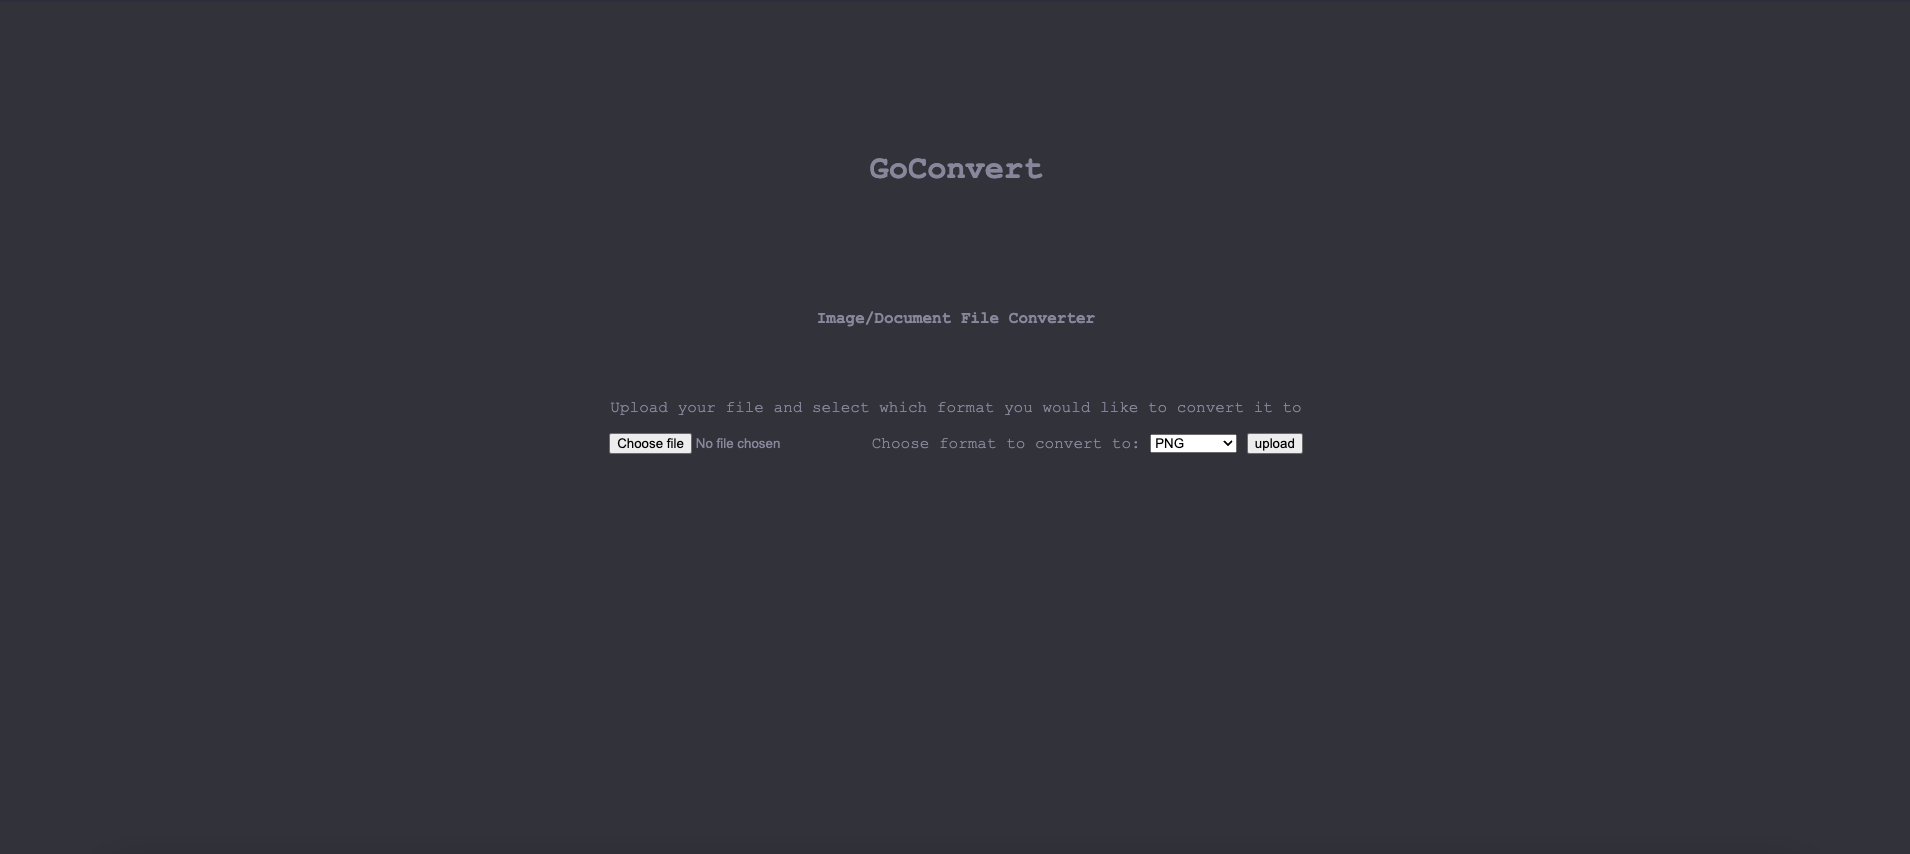 GoConvert
Image/Document File Converter
Upload your file and select which format you would like to convert it to
Choose file No file chosen Choose format to convert to: PNG upload